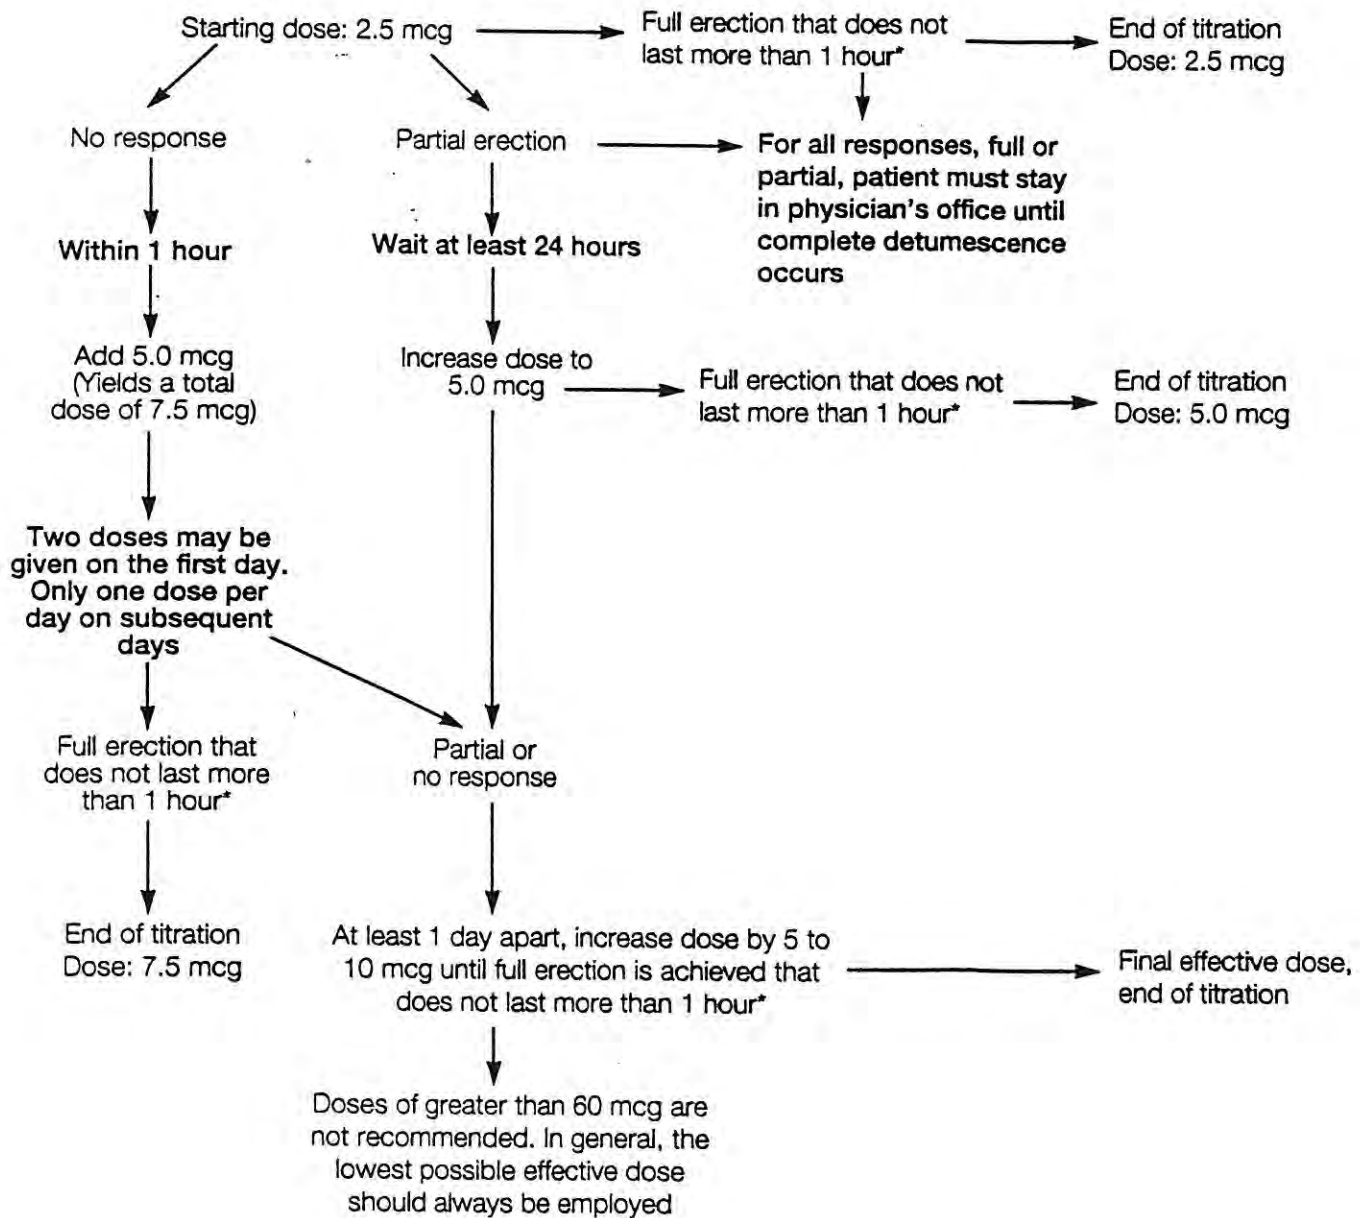 Starting dose: 2.5 mcg
Full erection that does not
last more than 1 hour*
End of titration
Dose: 2.5 mcg
No response
Partial erection
For all responses, full or
partial, patient must stay
in physician's office until
complete detumescence
occurs
Within 1 hour
Wait at least 24 hours
Add 5.0 mcg
(Yields a total
dose of 7.5 mcg)
Increase dose to
5.0 mcg
Full erection that does not
last more than 1 hour*
End of titration
Dose: 5.0 mcg
Two doses may be
given on the first day.
Only one dose per
day on subsequent
days
Full erection that
does not last more
than 1 hour*
Partial or
no response
End of titration
Dose: 7.5 mcg
At least 1 day apart, increase dose by 5 to
10 mcg until full erection is achieved that
does not last more than 1 hour*
Final effective dose,
end of titration
Doses of greater than 60 mcg are
not recommended. In general, the
lowest possible effective dose
should always be employed